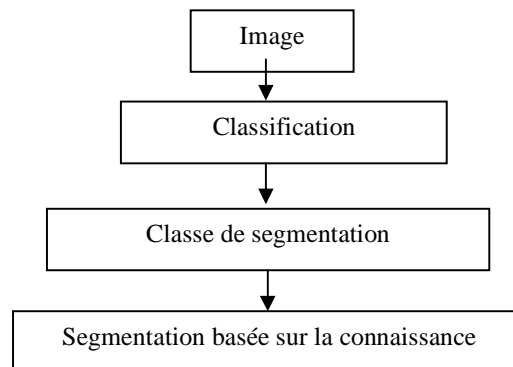 Image
Classification
Classe de segmentation
Segmentation basée sur la connaissance